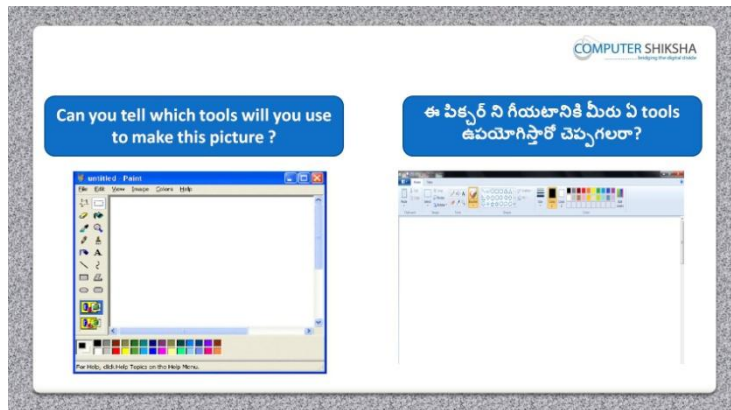 COMPUTER SHIKSHA
Bridging the digital divide
Can you tell which tools will you use
to make this picture ?
ఈ పిక్చర్ ని గీయటానికి మీరు ఏ tools
ఉపయోగిస్తారో చెప్పగలరా?
untitled - Paint
File Edit View Image Colors Help
For Help, click Help Topics on the Help Menu.